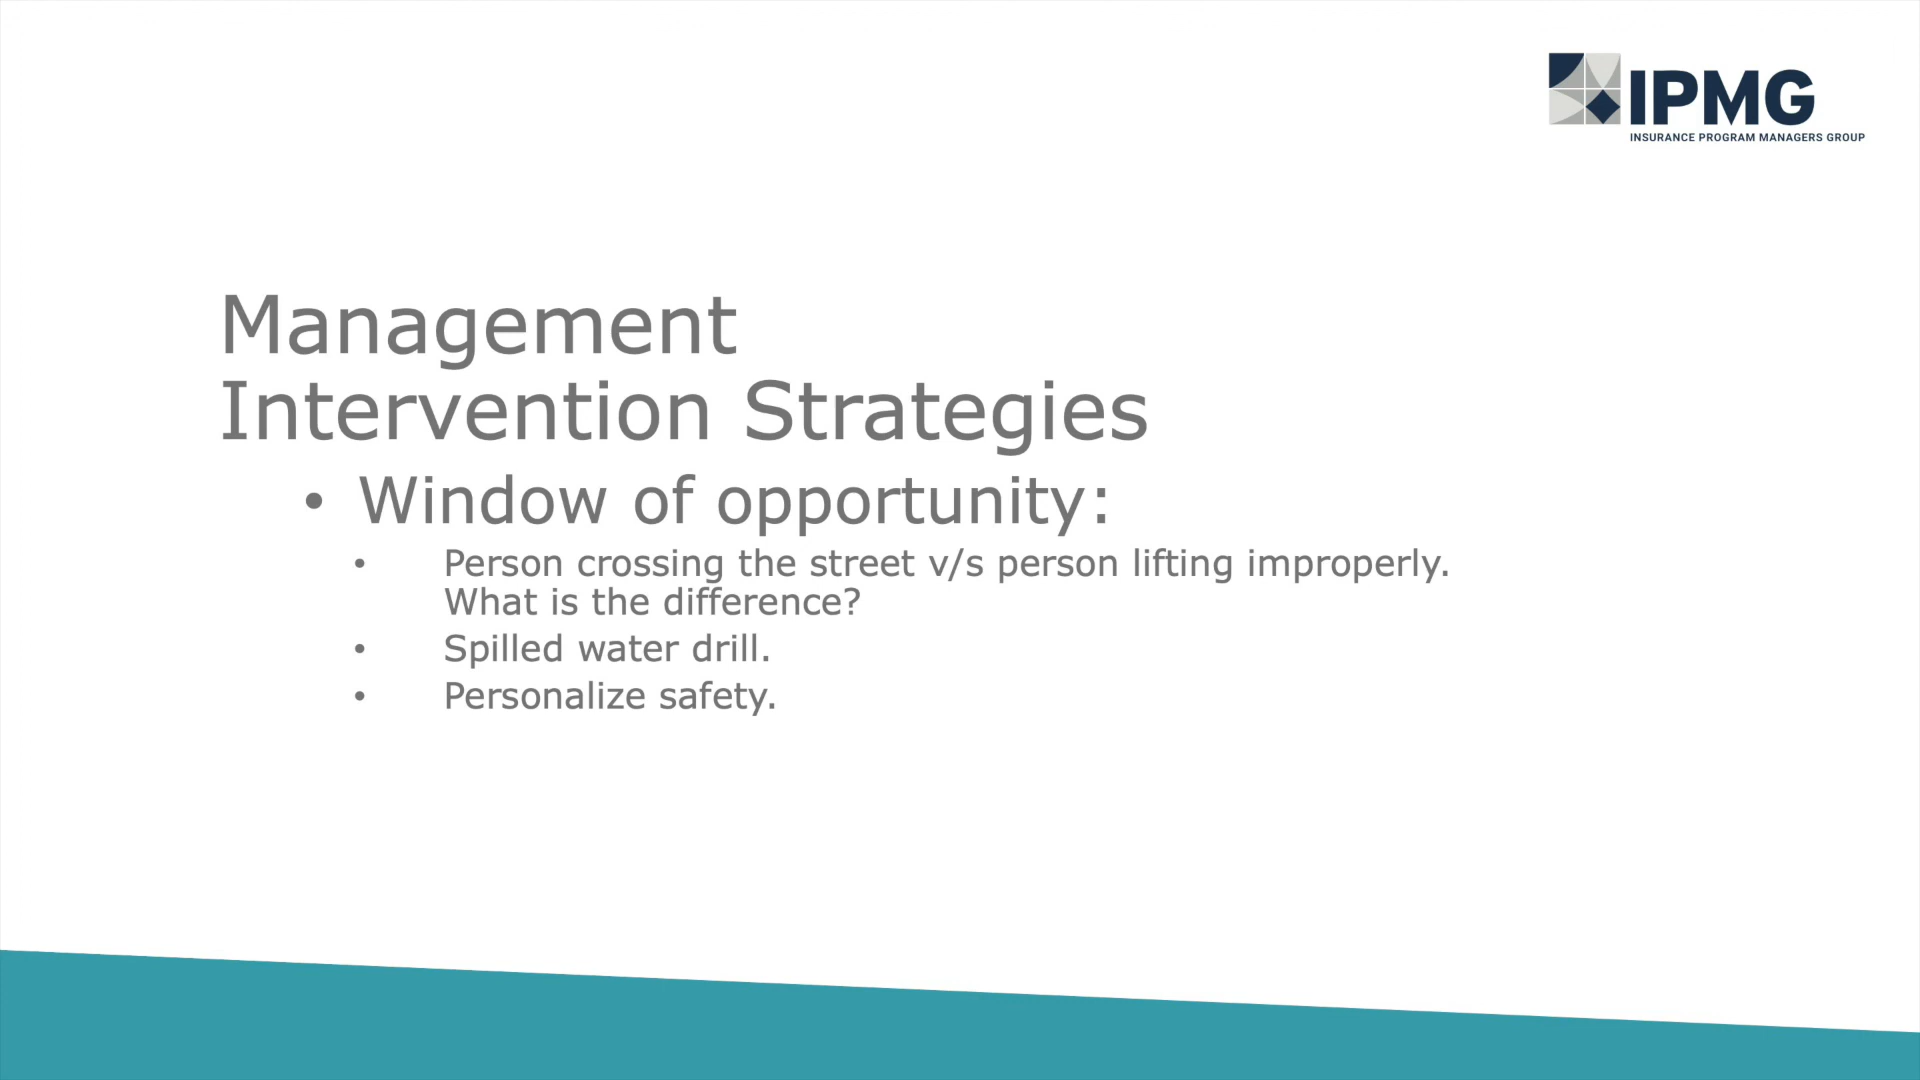 IPMG
INSURANCE PROGRAM MANAGERS GROUP
Management
Intervention Strategies
• Window of opportunity:
• Person crossing the street v/s person lifting improperly.
What is the difference?
• Spilled water drill.
• Personalize safety.